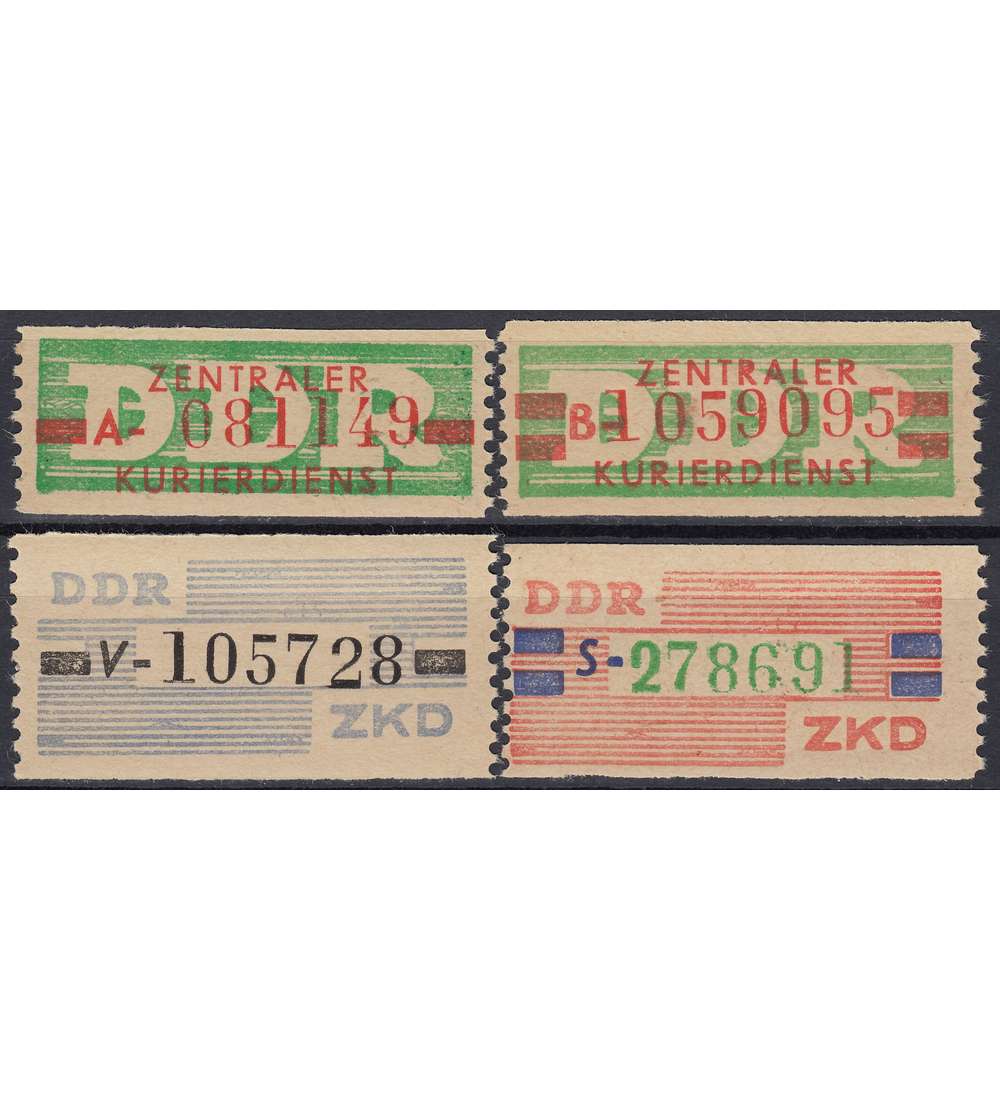 ZENTRALER
A-081149
KURIERDIENST
ZENTRALER
B-1059095
KURIERDIENST
DDR
V-105728
ZKD
DDR
S-278691
ZKD